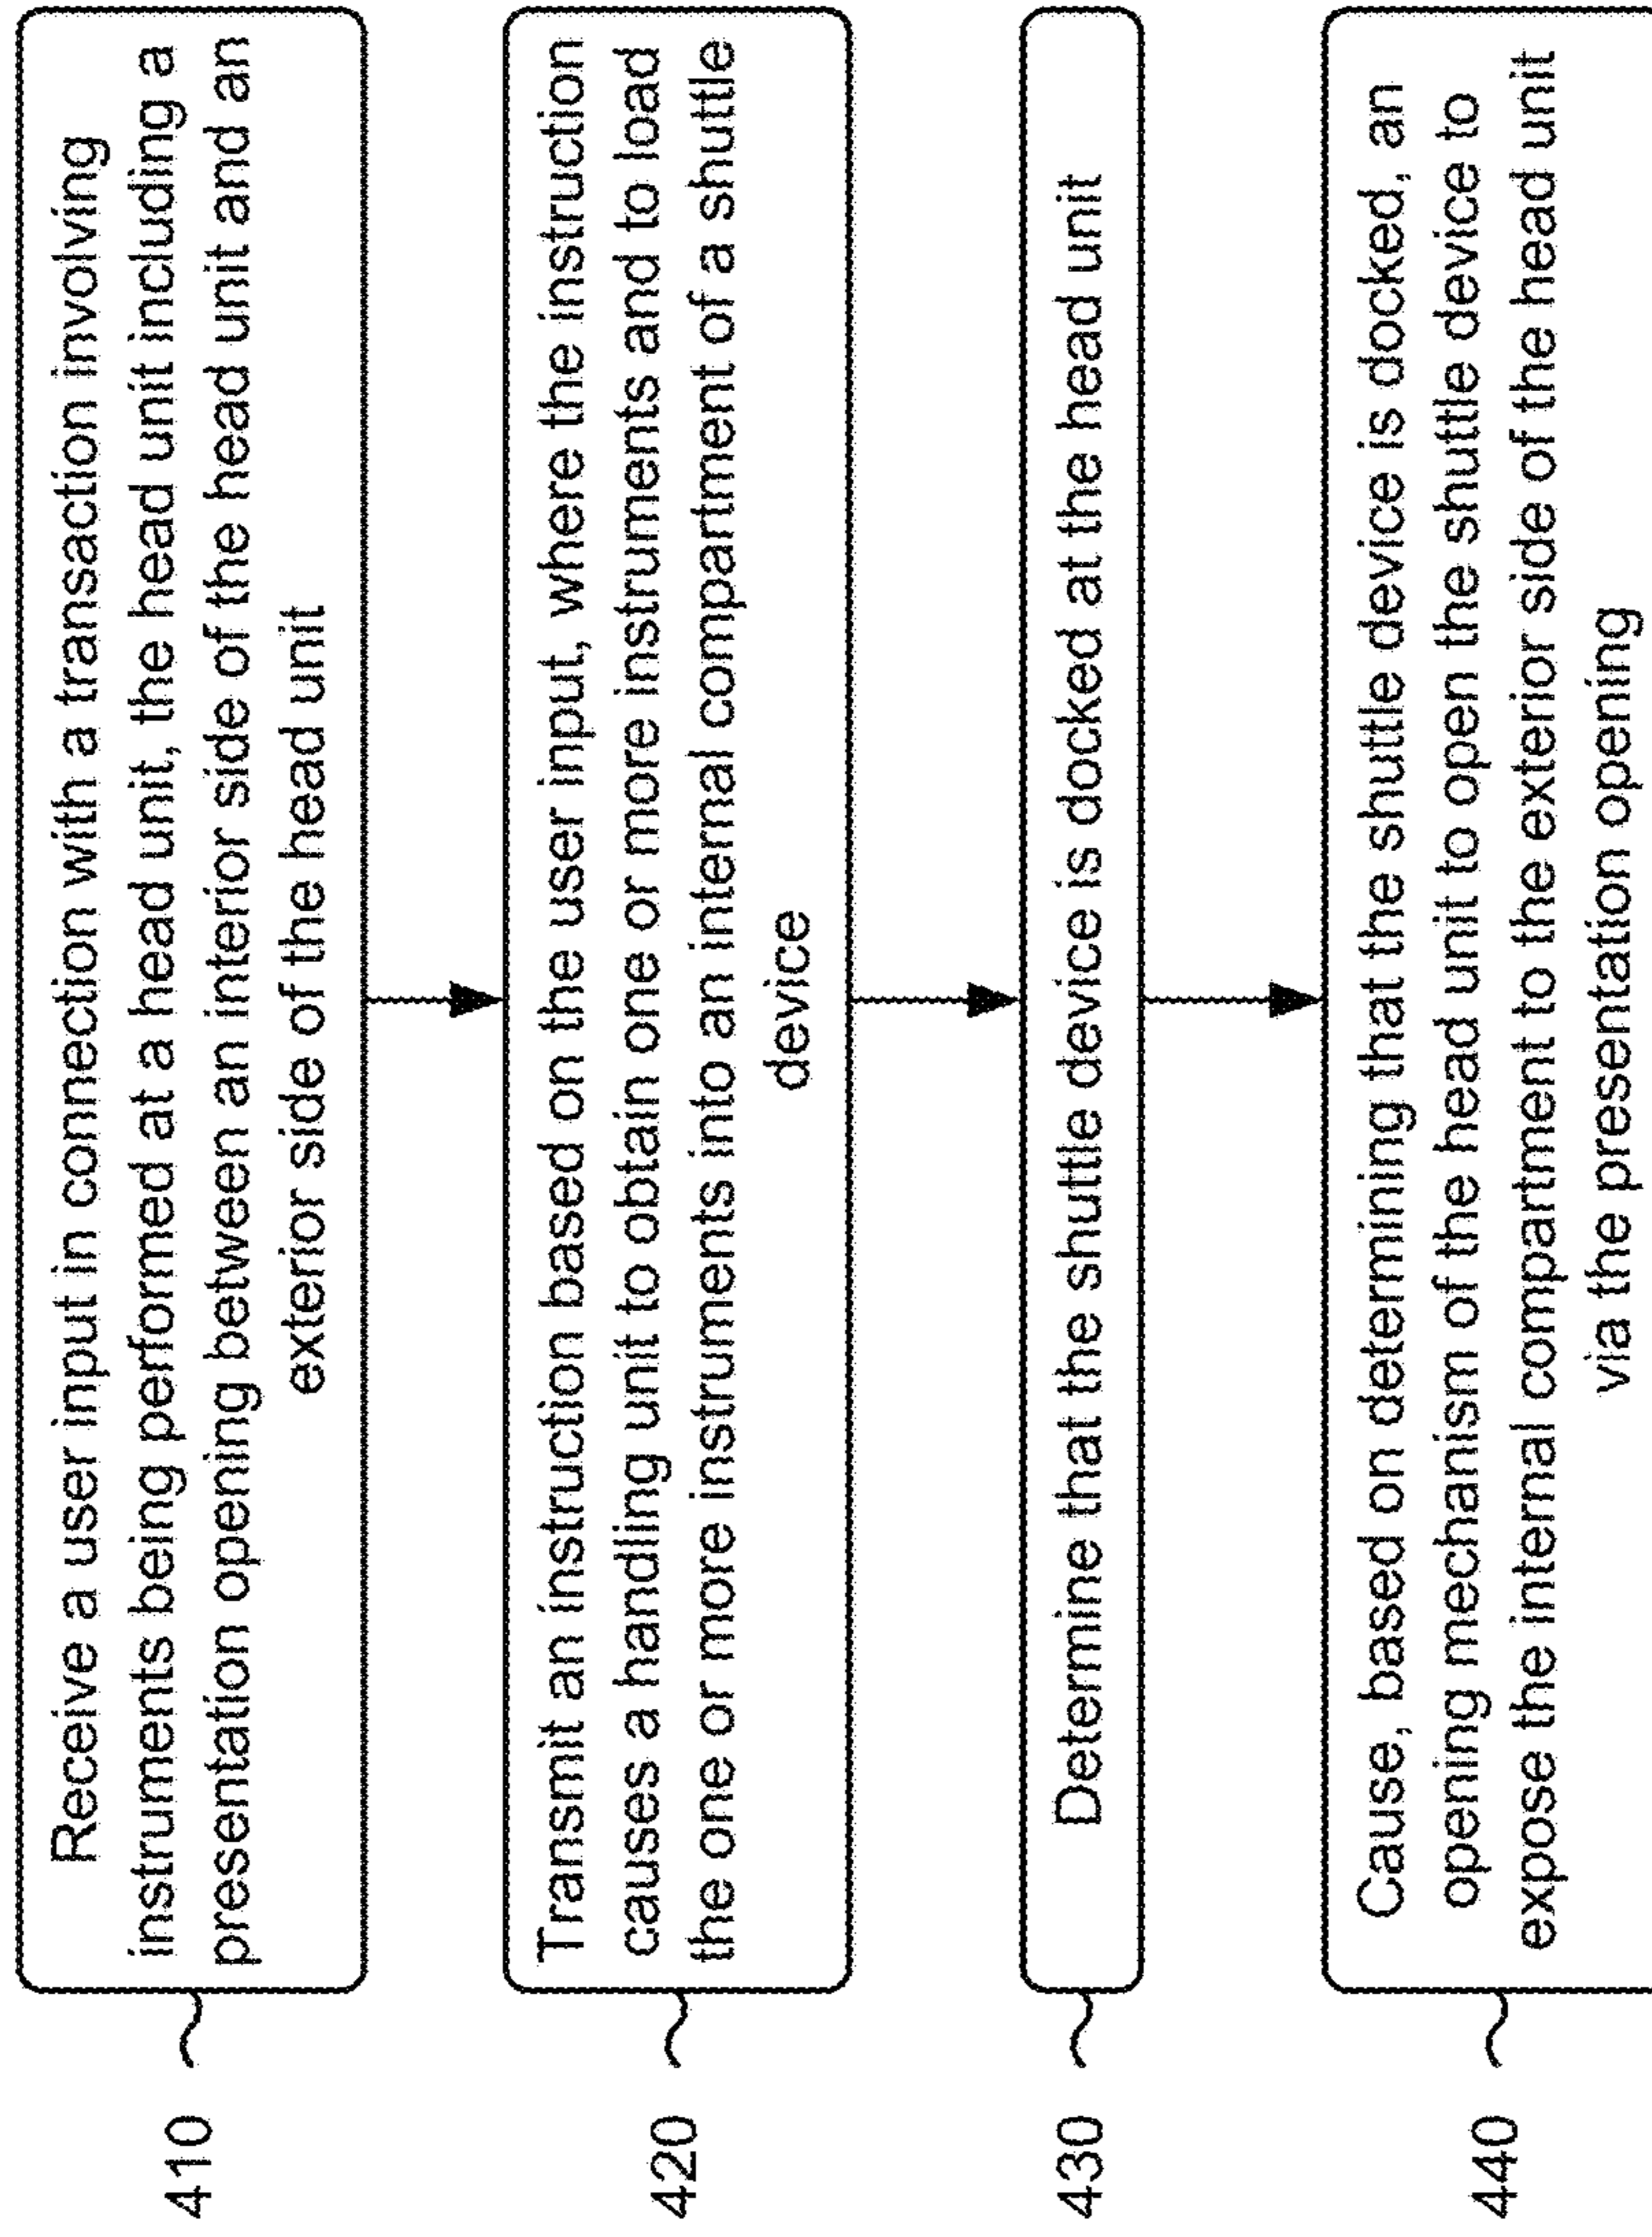 410
Receive a user input in connection with a transaction involving
instruments being performed at a head unit, the head unit including a
presentation opening between an interior side of the head unit and an
exterior side of the head unit
420
Transmit an instruction based on the user input, where the instruction
causes a handling unit to obtain one or more instruments and to load
the one or more instruments into an internal compartment of a shuttle
device
430
Determine that the shuttle device is docked at the head unit
440
Cause, based on determining that the shuttle device is docked, an
opening mechanism of the head unit to open the shuttle device to
expose the internal compartment to the exterior side of the head unit
via the presentation opening